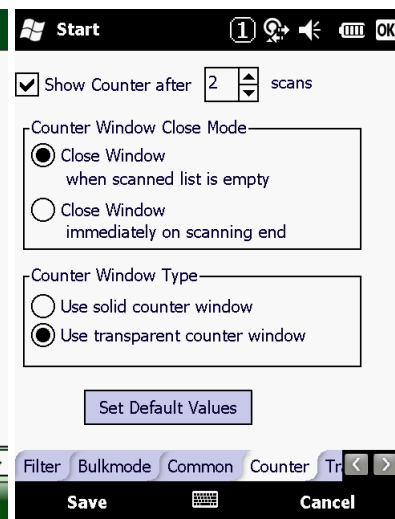 Start
1
OK
Show Counter after 2 scans
Counter Window Close Mode
Close Window
when scanned list is empty
Close Window
immediately on scanning end
Counter Window Type
Use solid counter window
Use transparent counter window
Set Default Values
Filter Bulkmode Common Counter
Save Cancel